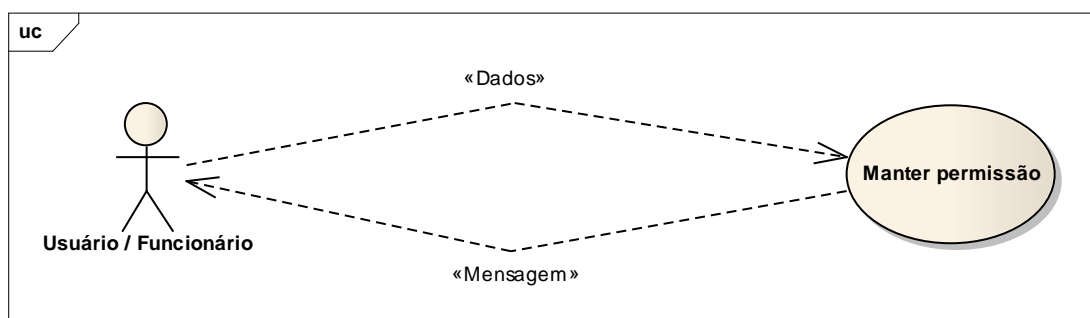 uc
«Dados»
Manter permissão
Usuário / Funcionário
«Mensagem»